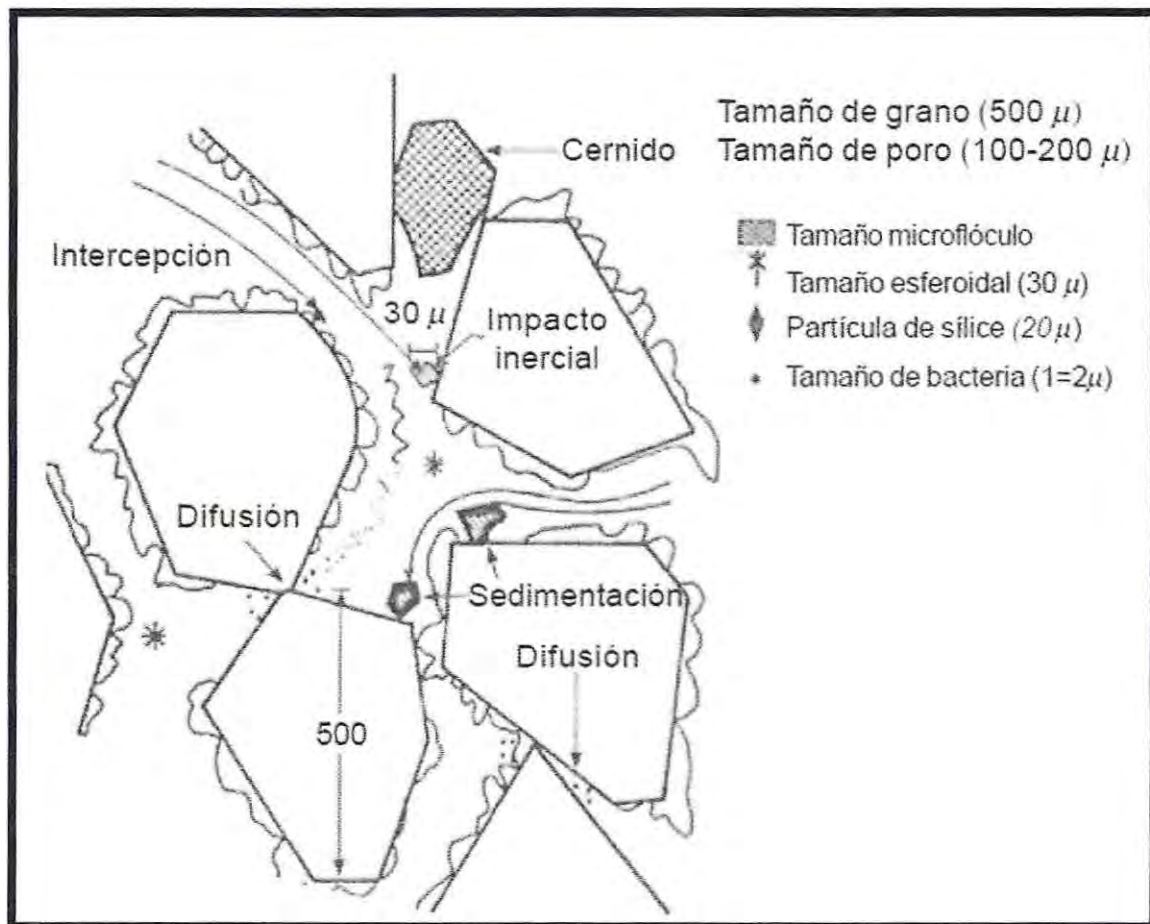 Tamaño de grano (500 μ)
Tamaño de poro (100-200 μ)
Cernido
Tamaño microflóculo
Tamaño esferoidal (30 μ)
Partícula de sílice (20μ)
Tamaño de bacteria (1=2μ)
Intercepción
30 μ
Impacto
inercial
Difusión
Sedimentación
Difusión
500